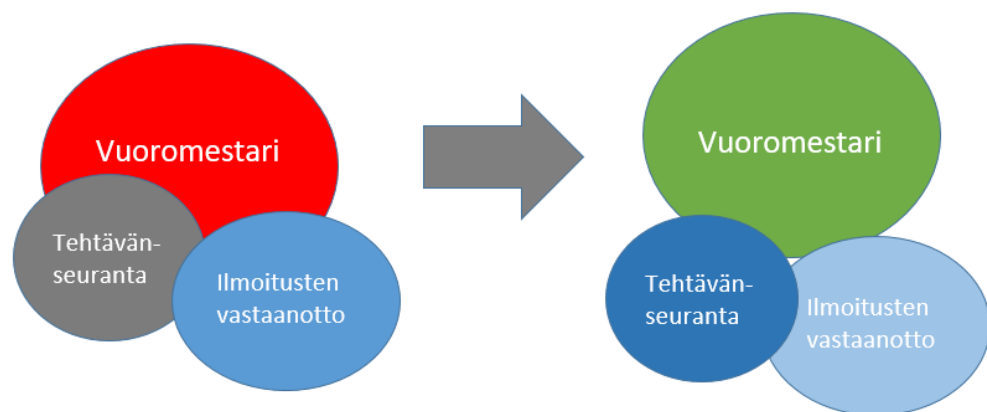 Vuoromestari
Tehtävän-
seuranta
Ilmoitusten
vastaanotto
Vuoromestari
Tehtävän-
seuranta
Ilmoitusten
vastaanotto